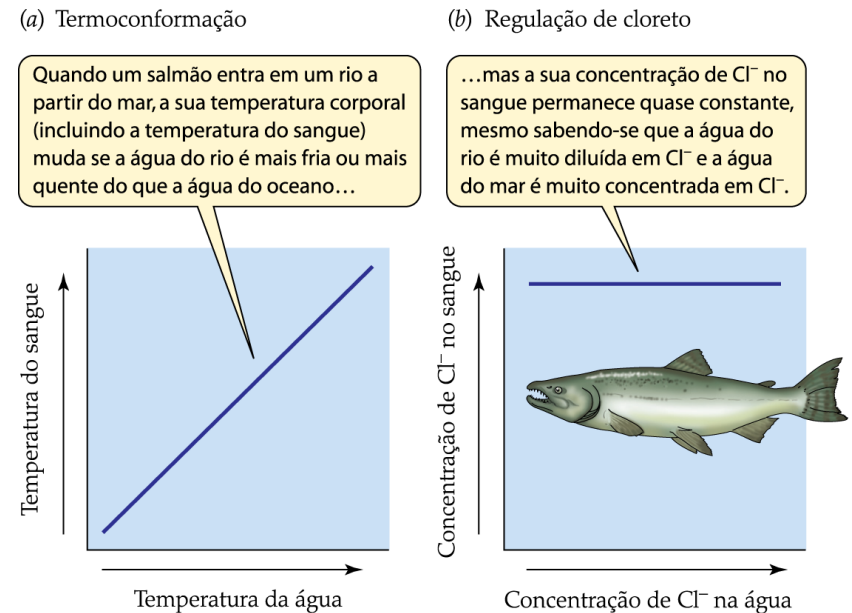 (a) Termoconformação
Quando um salmão entra em um rio a
partir do mar, a sua temperatura corporal
(incluindo a temperatura do sangue)
muda se a água do rio é mais fria ou mais
quente do que a água do oceano…
Temperatura do sangue
Temperatura da água
(b) Regulação de cloreto
…mas a sua concentração de Cl⁻ no
sangue permanece quase constante,
mesmo sabendo-se que a água do
rio é muito diluída em Cl⁻ e a água
do mar é muito concentrada em Cl⁻.
Concentração de Cl⁻ no sangue
Concentração de Cl⁻ na água